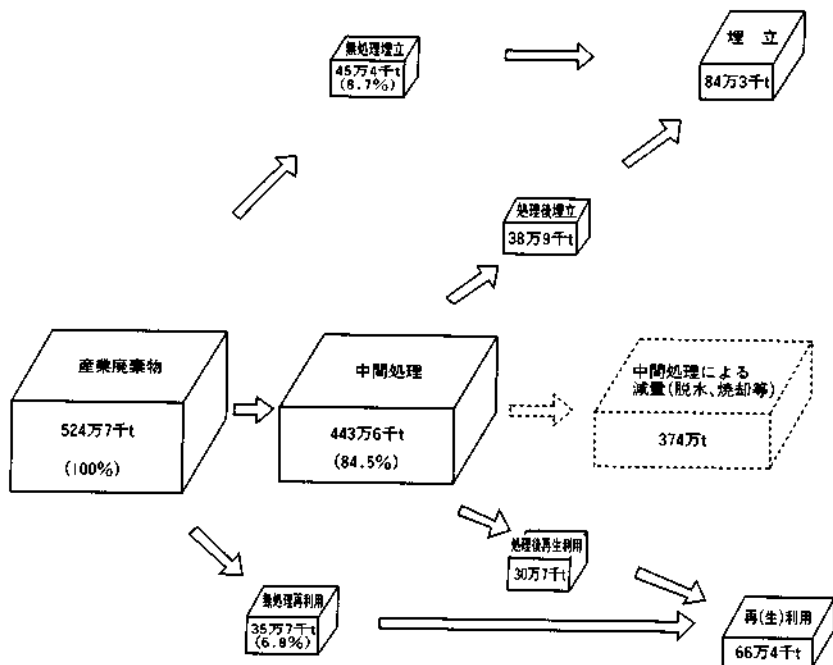 無処理埋立
45万4千t
(8.7%)
埋 立
84万3千t
処理後埋立
38万9千t
産業廃棄物
524万7千t
(100%)
中間処理
443万6千t
(84.5%)
中間処理による
減量(脱水、焼却等)
374万t
処理後再生利用
30万7千t
無処理再利用
35万7千t
(6.8%)
再(生)利用
66万4千t